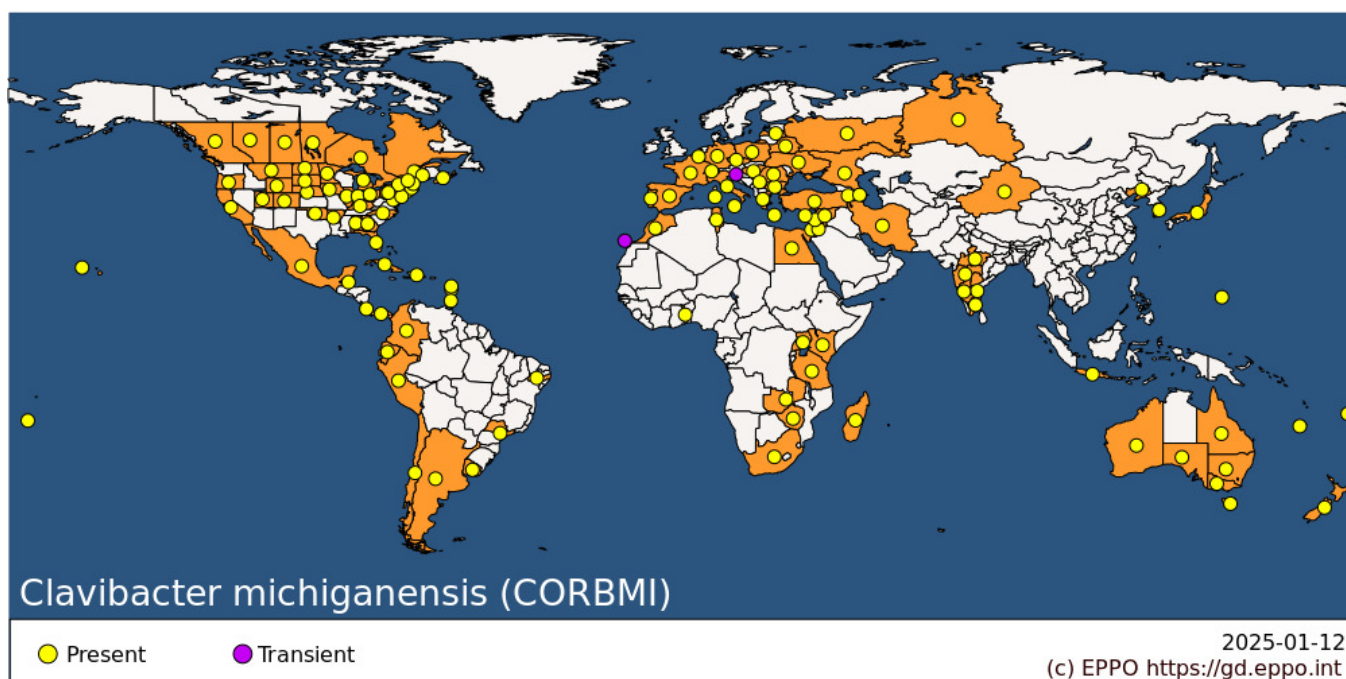 Clavibacter michiganensis (CORBMI)
Present
Transient
2025-01-12
(c) EPPO https://gd.eppo.int